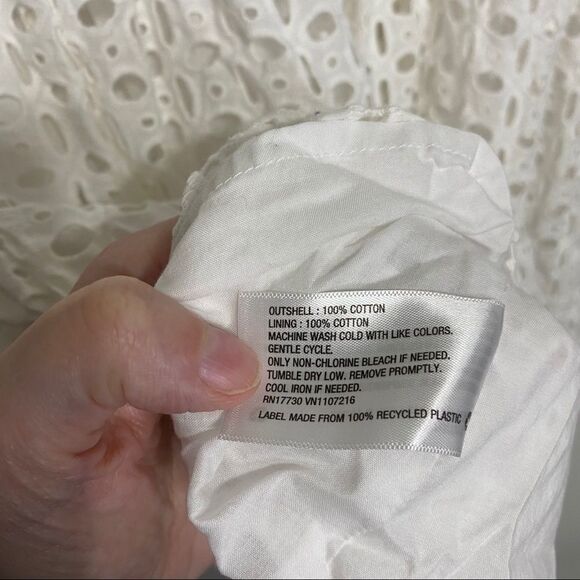 OUTSHELL : 100% COTTON
LINING : 100% COTTON
MACHINE WASH COLD WITH LIKE COLORS.
GENTLE CYCLE.
ONLY NON-CHLORINE BLEACH IF NEEDED.
TUMBLE DRY LOW. REMOVE PROMPTLY.
COOL IRON IF NEEDED.
RN17730 VN1107216
LABEL MADE FROM 100% RECYCLED PLASTIC